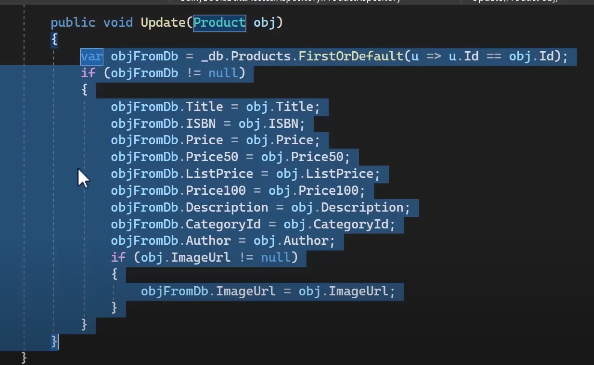 public void Update(Product obj)
{
var objFromDb = _db.Products.FirstOrDefault(u => u.Id == obj.Id);
if (objFromDb != null)
{
objFromDb.Title = obj.Title;
objFromDb.ISBN = obj.ISBN;
objFromDb.Price = obj.Price;
objFromDb.Price50 = obj.Price50;
objFromDb.ListPrice = obj.ListPrice;
objFromDb.Price100 = obj.Price100;
objFromDb.Description = obj.Description;
objFromDb.CategoryId = obj.CategoryId;
objFromDb.Author = obj.Author;
if (obj.ImageUrl != null)
{
objFromDb.ImageUrl = obj.ImageUrl;
}
}
}
}